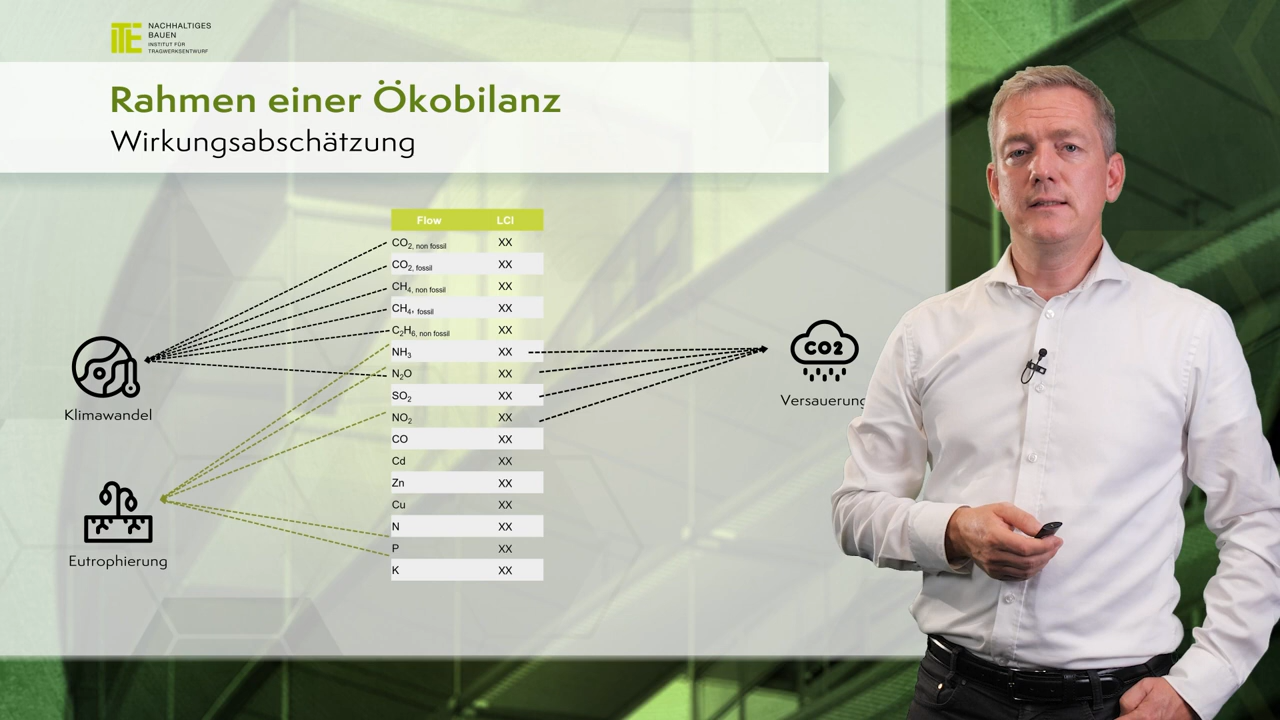 NACHHALTIGES
BAUEN
INSTITUT FÜR
TRAGWERKSENTWURF
Rahmen einer Ökobilanz
Wirkungsabschätzung
Flow LCI
CO2, non fossil XX
CO2, fossil XX
CH4, non fossil XX
CH4, fossil XX
C2H6, non fossil XX
NH3 XX
N2O XX
SO2 XX
NO2 XX
CO XX
Cd XX
Zn XX
Cu XX
N XX
P XX
K XX
Klimawandel
Eutrophierung
CO2
Versauerung